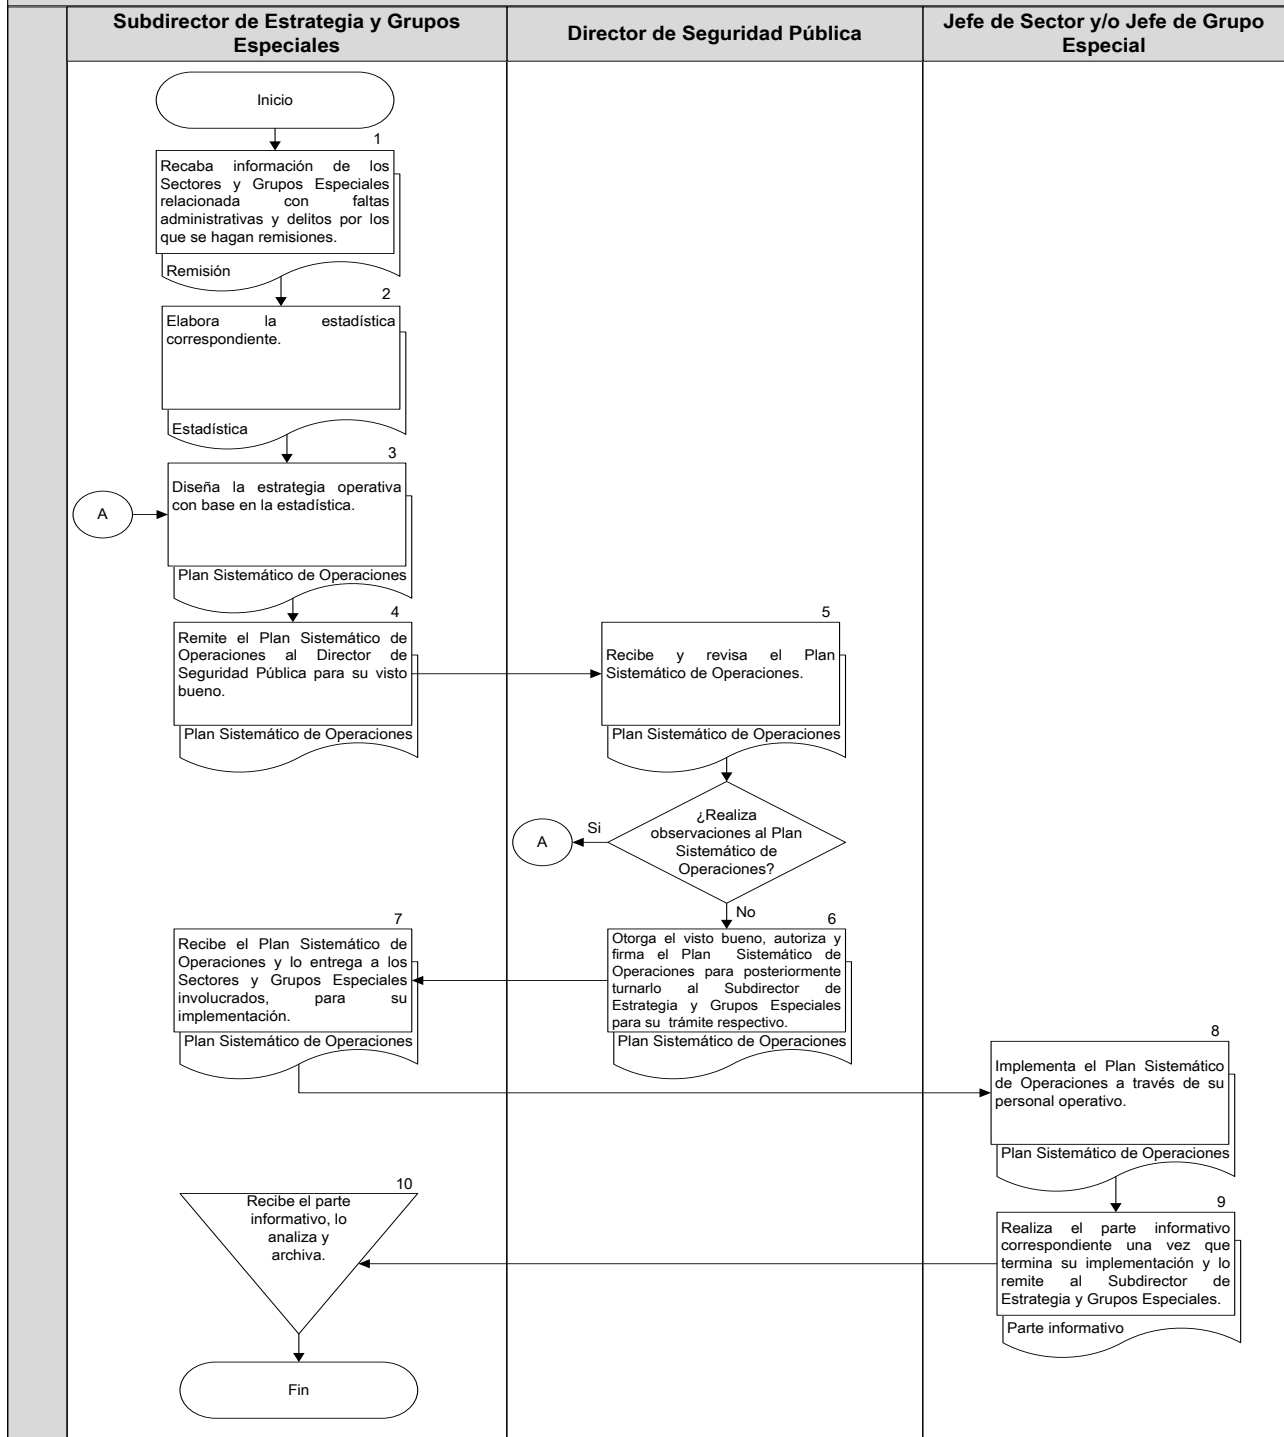 Subdirector de Estrategia y Grupos
Especiales
Director de Seguridad Pública
Jefe de Sector y/o Jefe de Grupo
Especial
Inicio
1
Recaba información de los
Sectores y Grupos Especiales
relacionada con faltas
administrativas y delitos por los
que se hagan remisiones.
Remisión
2
Elabora la estadística
correspondiente.
Estadística
3
Diseña la estrategia operativa
con base en la estadística.
A
Plan Sistemático de Operaciones
4
Remite el Plan Sistemático de
Operaciones al Director de
Seguridad Pública para su visto
bueno.
Plan Sistemático de Operaciones
5
Recibe y revisa el Plan
Sistemático de Operaciones.
Plan Sistemático de Operaciones
¿Realiza
observaciones al Plan
Sistemático de
Operaciones?
Si
A
No
6
Otorga el visto bueno, autoriza y
firma el Plan Sistemático de
Operaciones para posteriormente
turnarlo al Subdirector de
Estrategia y Grupos Especiales
para su trámite respectivo.
Plan Sistemático de Operaciones
7
Recibe el Plan Sistemático de
Operaciones y lo entrega a los
Sectores y Grupos Especiales
involucrados, para su
implementación.
Plan Sistemático de Operaciones
8
Implementa el Plan Sistemático
de Operaciones a través de su
personal operativo.
Plan Sistemático de Operaciones
9
Realiza el parte informativo
correspondiente una vez que
termina su implementación y lo
remite al Subdirector de
Estrategia y Grupos Especiales.
Parte informativo
10
Recibe el parte
informativo, lo
analiza y
archiva.
Fin